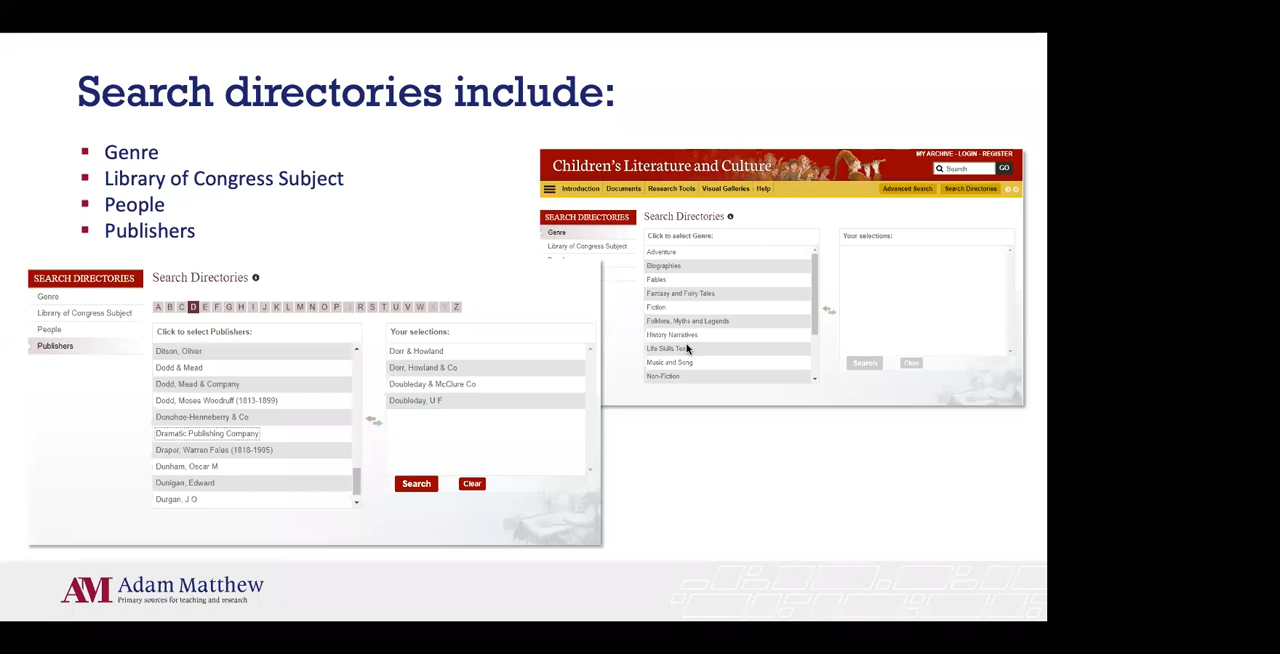 Search directories include:
Genre
Library of Congress Subject
People
Publishers
MY ARCHIVE - LOGIN - REGISTER
Children's Literature and Culture
Search GO
Introduction Documents Research Tools Visual Galleries Help Advanced Search Search Directories
SEARCH DIRECTORIES
Genre
Library of Congress Subject
Search Directories
Click to select Genre:
Adventure
Biographies
Fables
Fantasy and Fairy Tales
Fiction
Folklore, Myths and Legends
History Narratives
Life Skills
Music and Song
Non-Fiction
Your selections:
Search Clear
SEARCH DIRECTORIES
Genre
Library of Congress Subject
People
Publishers
Search Directories
A B C D E F G H I J K L M N O P R S T U V W X Y Z
Click to select Publishers:
Ditson, Oliver
Dodd & Mead
Dodd, Mead & Company
Dodd, Moses Woodruff (1813-1899)
Donohoe-Henneberry & Co
Dramatic Publishing Company
Draper, Warren Fales (1818-1905)
Dunham, Oscar M
Dunigan, Edward
Durgan, J O
Your selections:
Dorr & Howland
Dorr, Howland & Co
Doubleday & McClure Co
Doubleday, U F
Search Clear
AM Adam Matthew
Primary sources for teaching and research